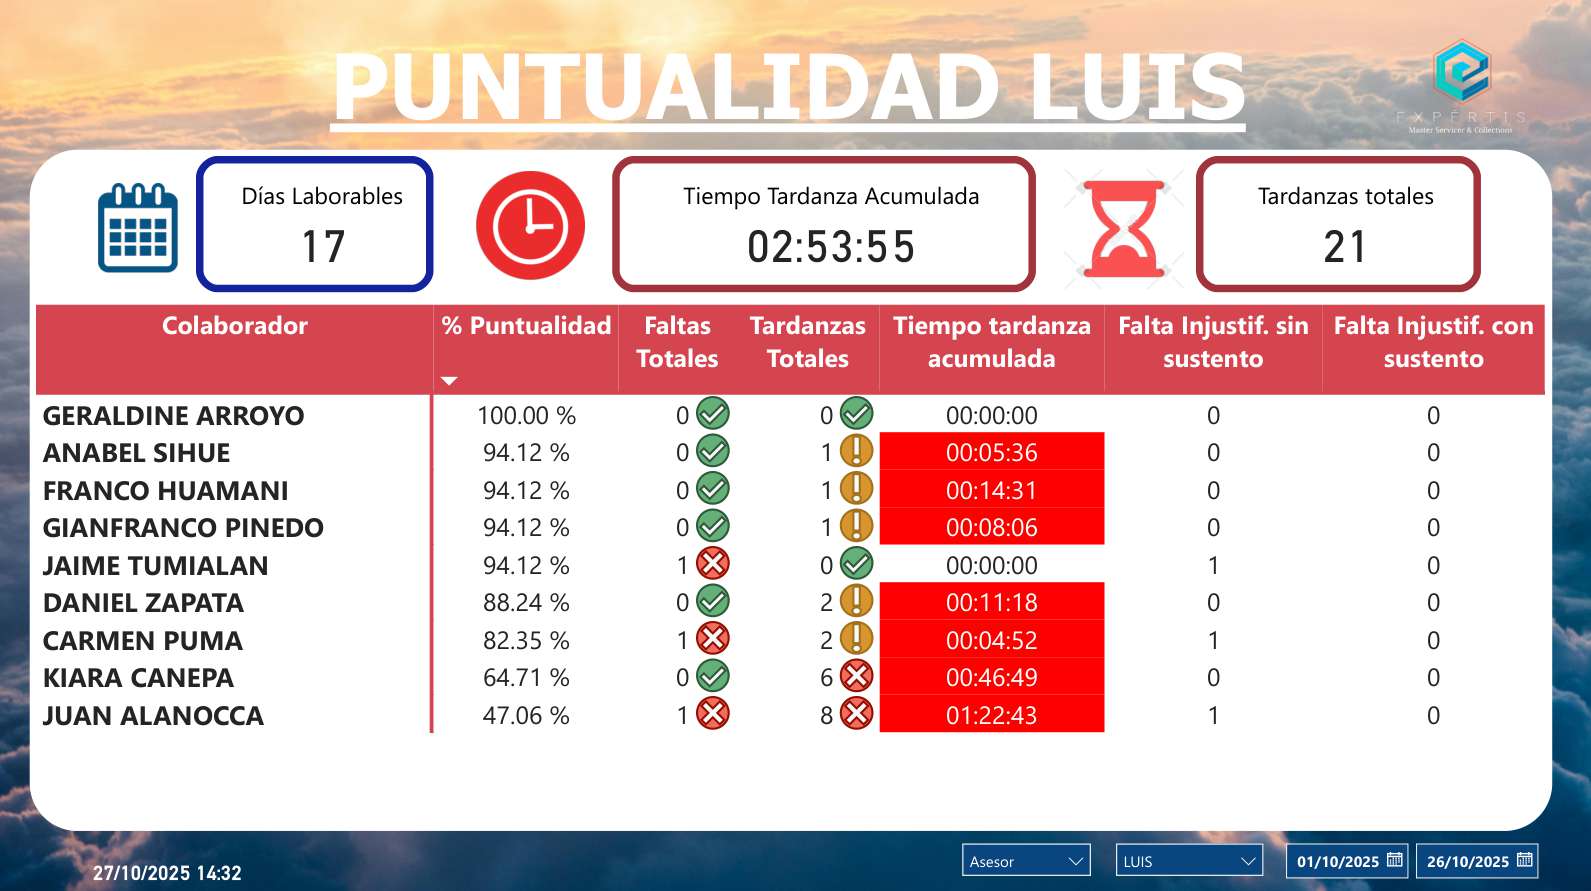 PUNTUALIDAD LUIS
EXPERTIS
Master Servicer & Collections
Días Laborables
17
Tiempo Tardanza Acumulada
02:53:55
Tardanzas totales
21
Colaborador % Puntualidad Faltas Totales Tardanzas Totales Tiempo tardanza acumulada Falta Injustif. sin sustento Falta Injustif. con sustento
GERALDINE ARROYO 100.00 % 0 0 00:00:00 0 0
ANABEL SIHUE 94.12 % 0 1 00:05:36 0 0
FRANCO HUAMANI 94.12 % 0 1 00:14:31 0 0
GIANFRANCO PINEDO 94.12 % 0 1 00:08:06 0 0
JAIME TUMIALAN 94.12 % 1 0 00:00:00 1 0
DANIEL ZAPATA 88.24 % 0 2 00:11:18 0 0
CARMEN PUMA 82.35 % 1 2 00:04:52 1 0
KIARA CANEPA 64.71 % 0 6 00:46:49 0 0
JUAN ALANOCCA 47.06 % 1 8 01:22:43 1 0
27/10/2025 14:32
Asesor
LUIS
01/10/2025
26/10/2025